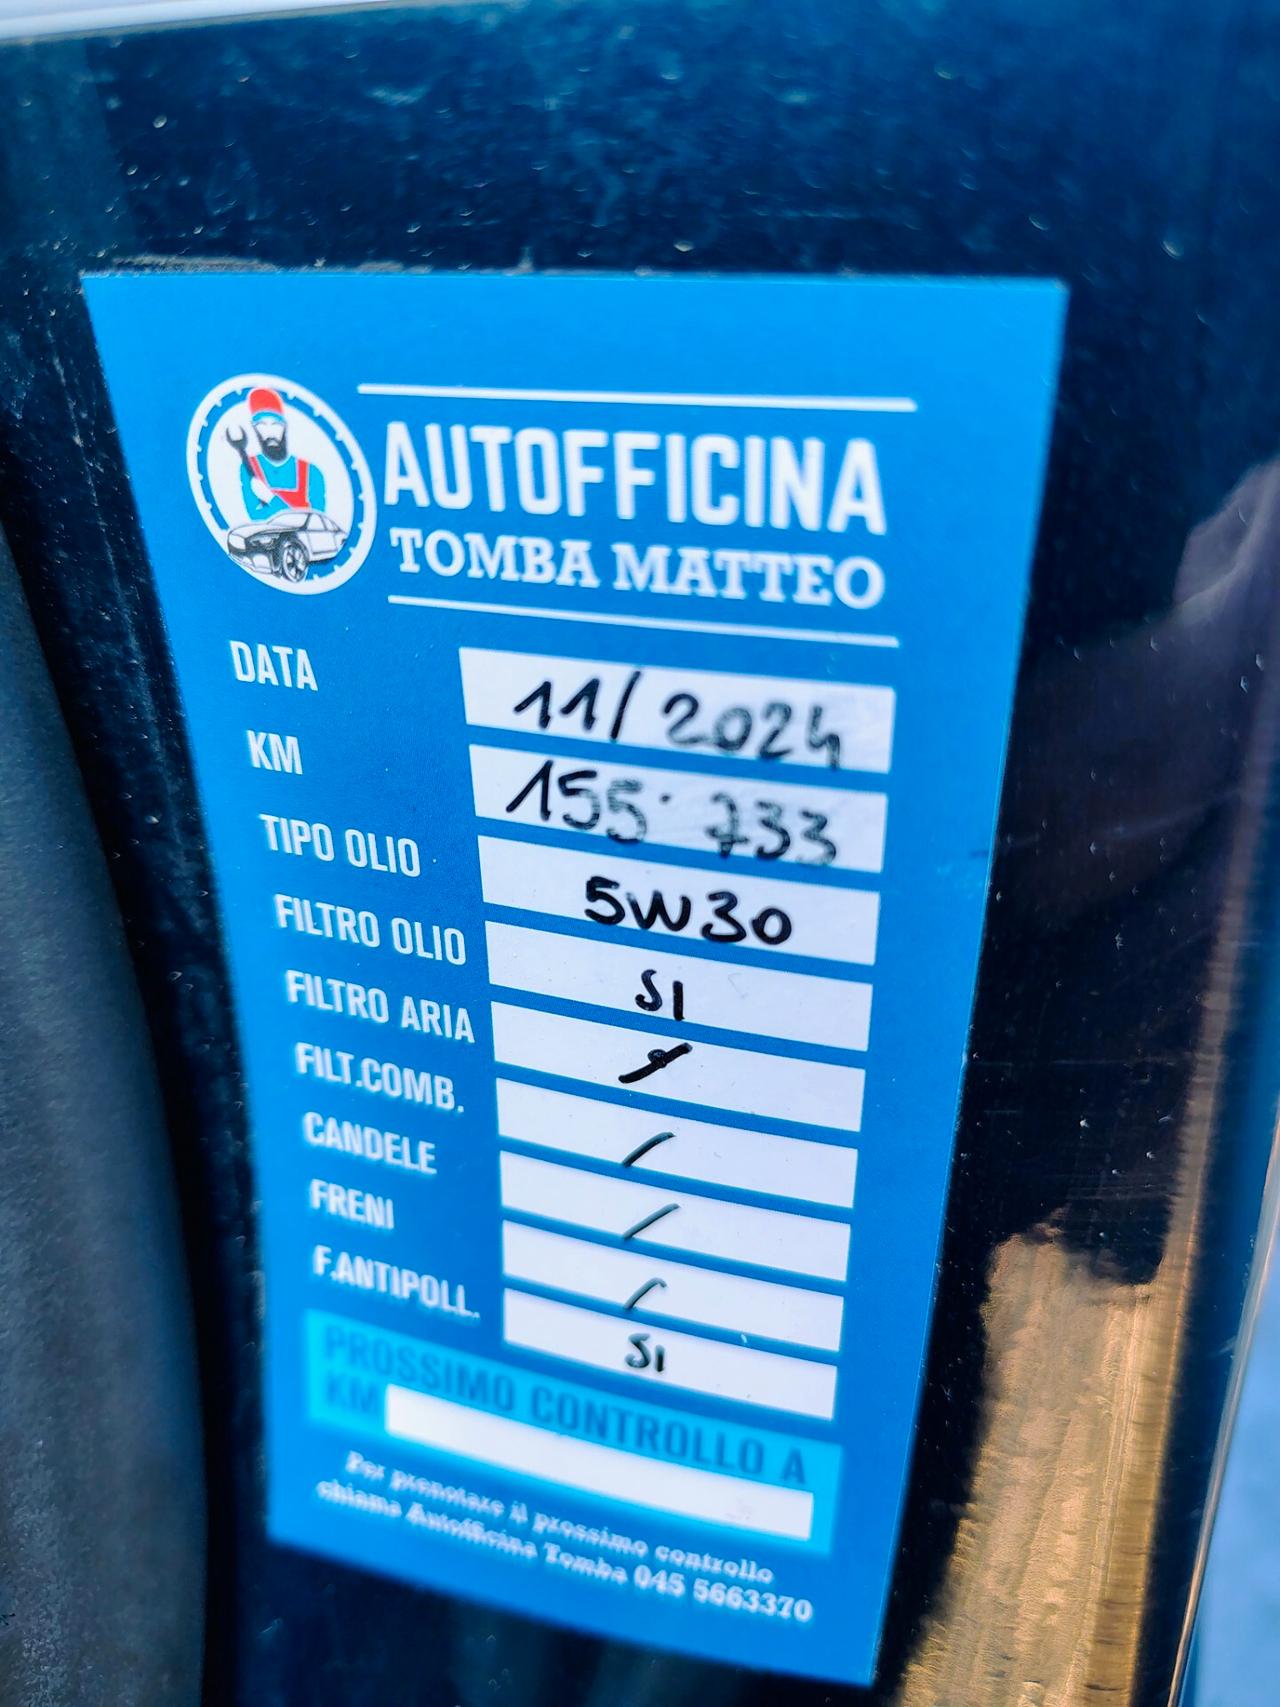 AUTOFFICINA
TOMBA MATTEO
DATA 11/2024
KM 155.733
TIPO OLIO 5W30
FILTRO OLIO SI
FILTRO ARIA /
FILT.COMB. /
CANDELE /
FRENI /
F.ANTIPOLL. SI
PROSSIMO CONTROLLO A
KM
Per prenotare il prossimo controllo
chiama Autofficina Tomba 045 5663370